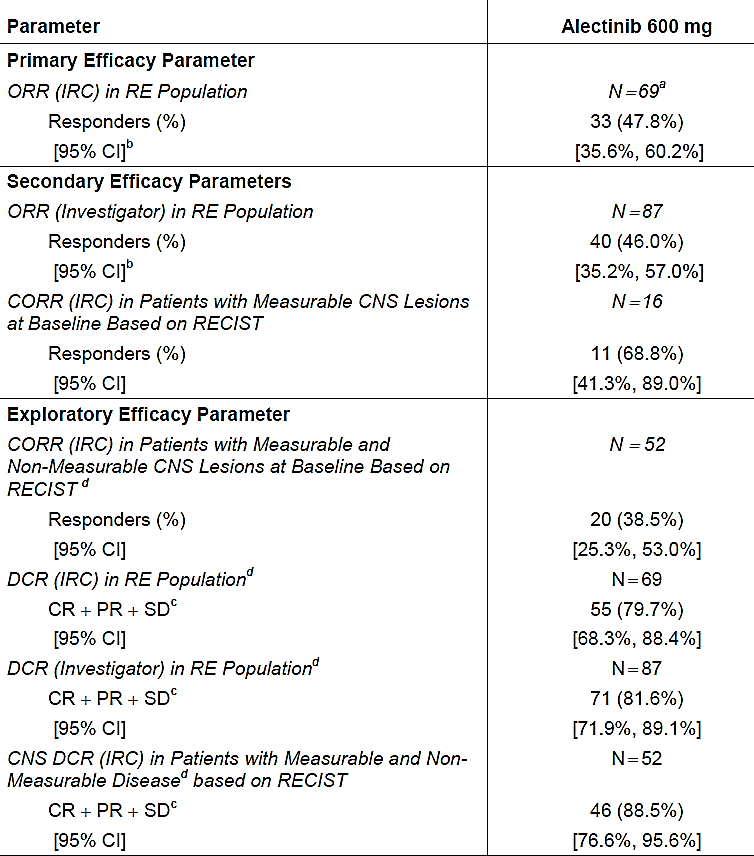 Parameter Alectinib 600 mg
Primary Efficacy Parameter
ORR (IRC) in RE Population N=69a
Responders (%) 33 (47.8%)
[95% CI]b [35.6%, 60.2%]
Secondary Efficacy Parameters
ORR (Investigator) in RE Population N=87
Responders (%) 40 (46.0%)
[95% CI]b [35.2%, 57.0%]
CORR (IRC) in Patients with Measurable CNS Lesions N=16
at Baseline Based on RECIST
Responders (%) 11 (68.8%)
[95% CI] [41.3%, 89.0%]
Exploratory Efficacy Parameter
CORR (IRC) in Patients with Measurable and N = 52
Non-Measurable CNS Lesions at Baseline Based on
RECIST d
Responders (%) 20 (38.5%)
[95% CI] [25.3%, 53.0%]
DCR (IRC) in RE Populationd N=69
CR + PR + SDc 55 (79.7%)
[95% CI] [68.3%, 88.4%]
DCR (Investigator) in RE Populationd N=87
CR + PR + SDc 71 (81.6%)
[95% CI] [71.9%, 89.1%]
CNS DCR (IRC) in Patients with Measurable and Non- N=52
Measurable Diseased based on RECIST
CR + PR + SDc 46 (88.5%)
[95% CI] [76.6%, 95.6%]